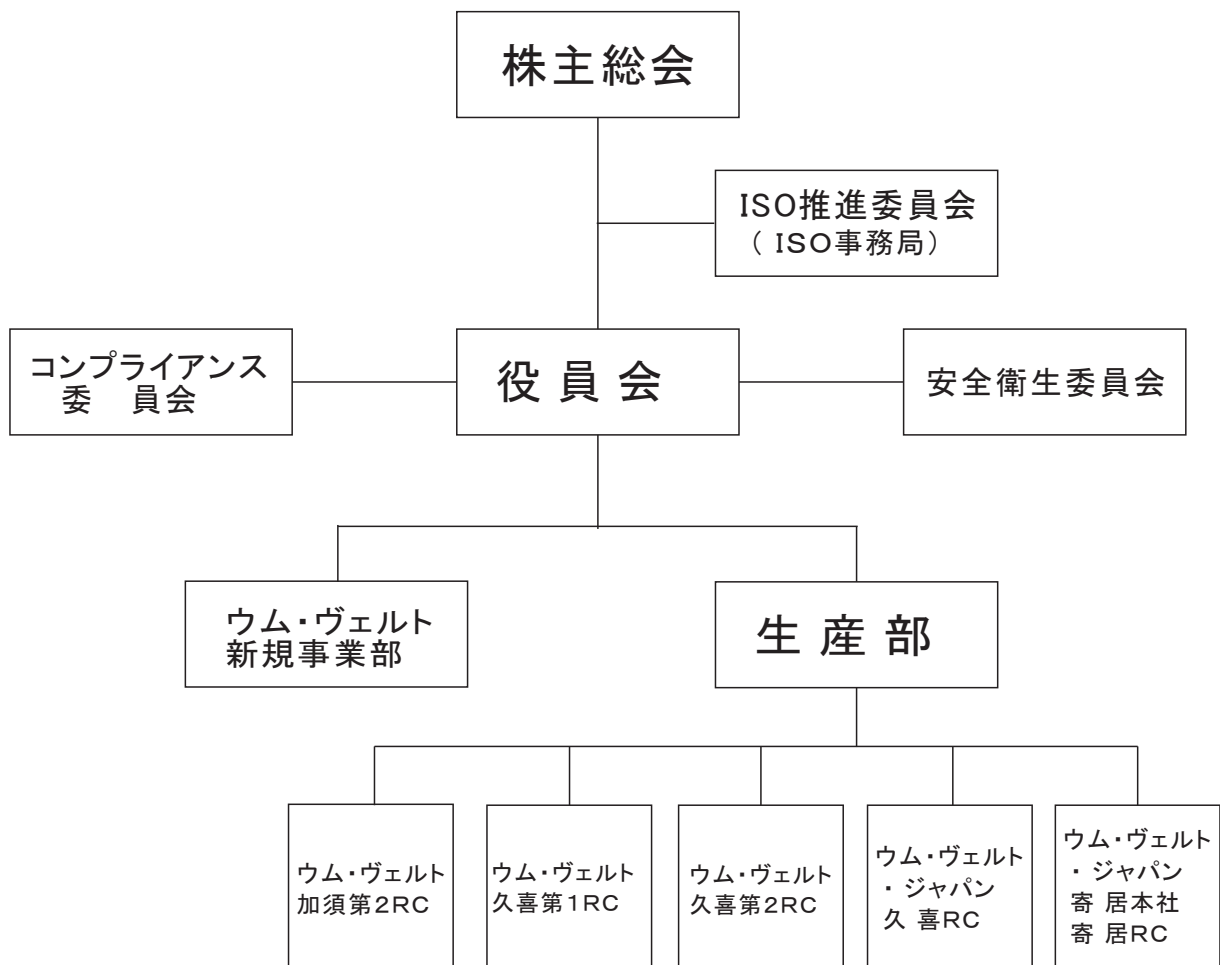 株主総会
ISO推進委員会
（ ISO事務局）
コンプライアンス
委　員会
役 員 会
安全衛生委員会
ウム・ヴェルト
新規事業部
生 産 部
ウム・ヴェルト
加須第2RC
ウム・ヴェルト
久喜第1RC
ウム・ヴェルト
久喜第2RC
ウム・ヴェルト
・ジャパン
久 喜RC
ウム・ヴェルト
・ジャパン
寄 居本社
寄 居RC